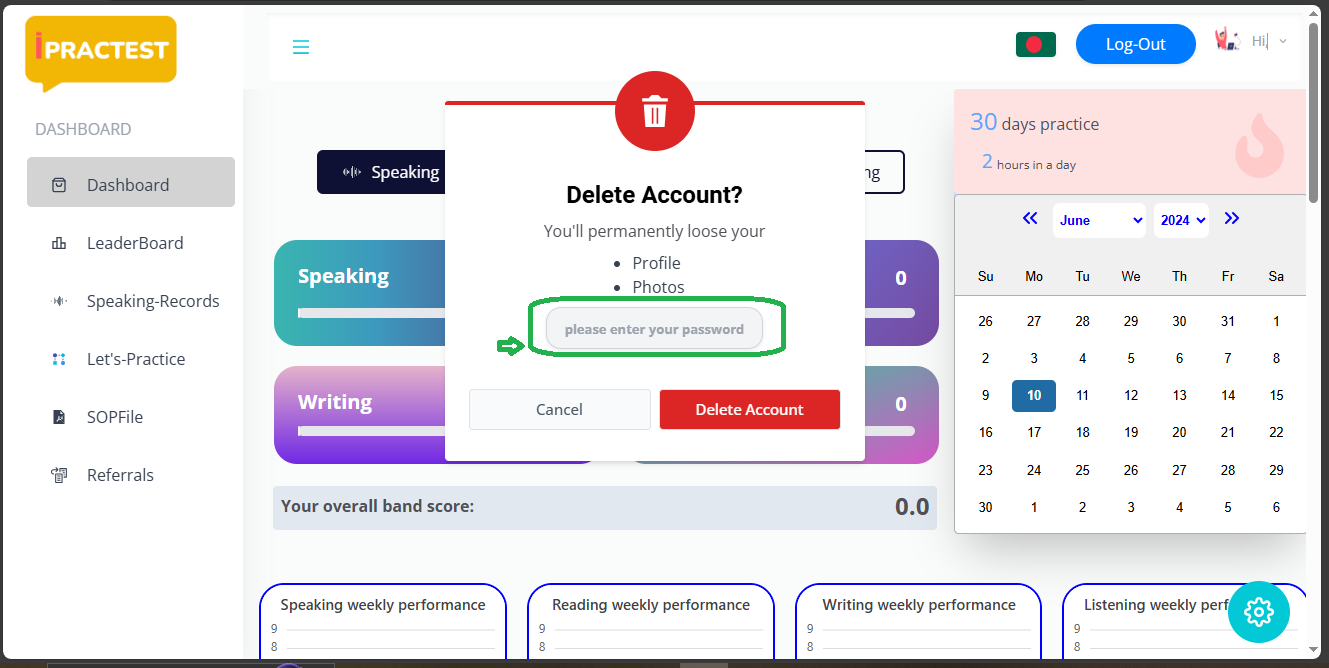 iPRACTEST
Log-Out
Hi,
DASHBOARD
Dashboard
LeaderBoard
Speaking-Records
Let's-Practice
SOPFile
Referrals
Speaking
ng
Speaking
0
Writing
0
Your overall band score:
0.0
Delete Account?
You'll permanently loose your
• Profile
• Photos
please enter your password
Cancel
Delete Account
30 days practice
2 hours in a day
June 2024
Su Mo Tu We Th Fr Sa
26 27 28 29 30 31 1
2 3 4 5 6 7 8
9 10 11 12 13 14 15
16 17 18 19 20 21 22
23 24 25 26 27 28 29
30 1 2 3 4 5 6
Speaking weekly performance
9
8
Reading weekly performance
9
8
Writing weekly performance
9
8
Listening weekly perf
9
8